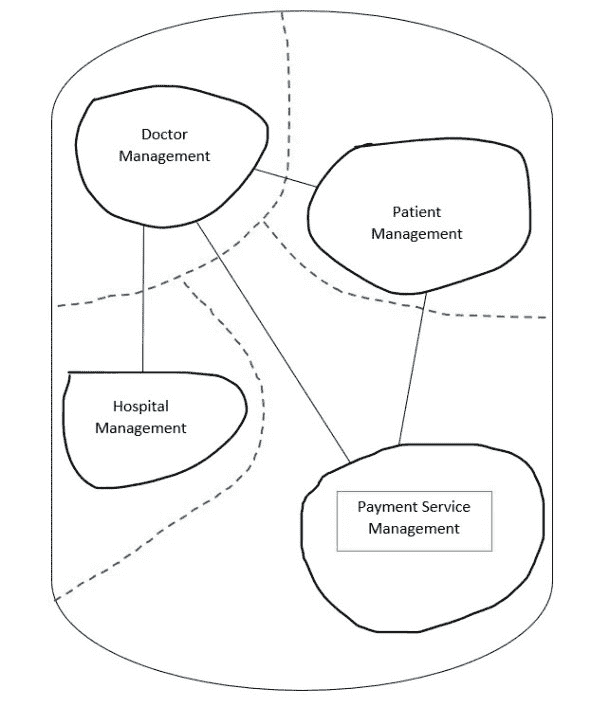 Doctor
Management
Patient
Management
Hospital
Management
Payment Service
Management